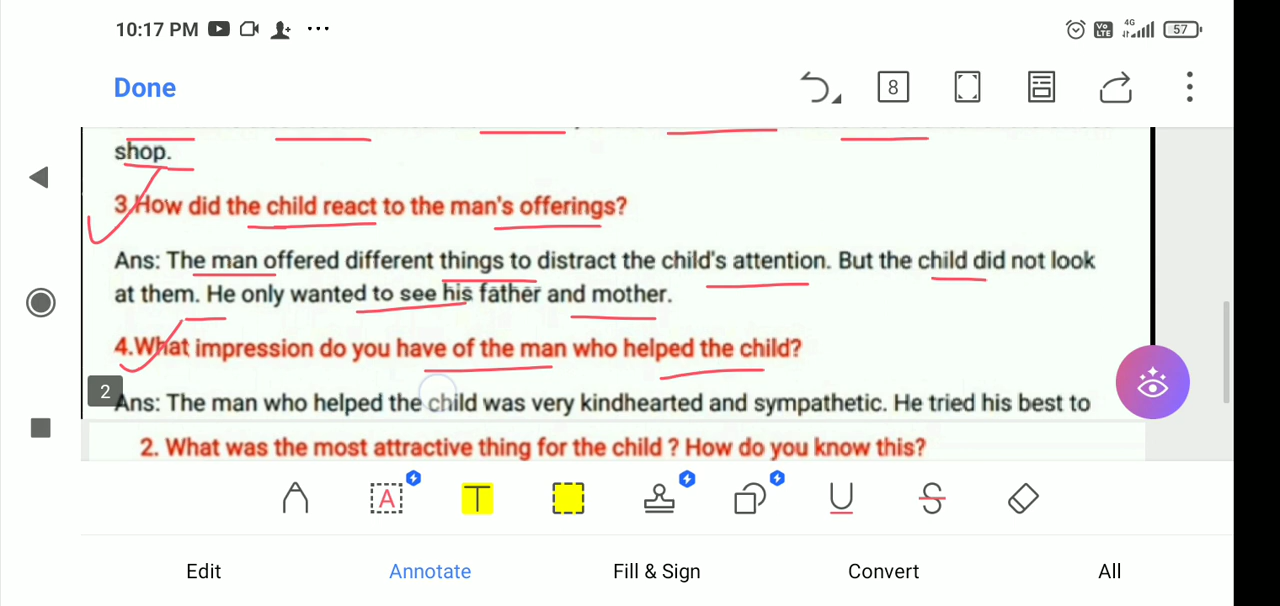 10:17 PM
Vo LTE
4G
57
Done
8
shop.
3.How did the child react to the man's offerings?
Ans: The man offered different things to distract the child's attention. But the child did not look
at them. He only wanted to see his father and mother.
4.What impression do you have of the man who helped the child?
2
Ans: The man who helped the child was very kindhearted and sympathetic. He tried his best to
2. What was the most attractive thing for the child ? How do you know this?
A
T
U
S
Edit
Annotate
Fill & Sign
Convert
All